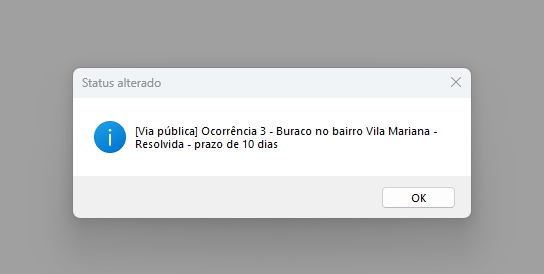 Status alterado
[Via pública] Ocorrência 3 - Buraco no bairro Vila Mariana -
Resolvida - prazo de 10 dias
OK